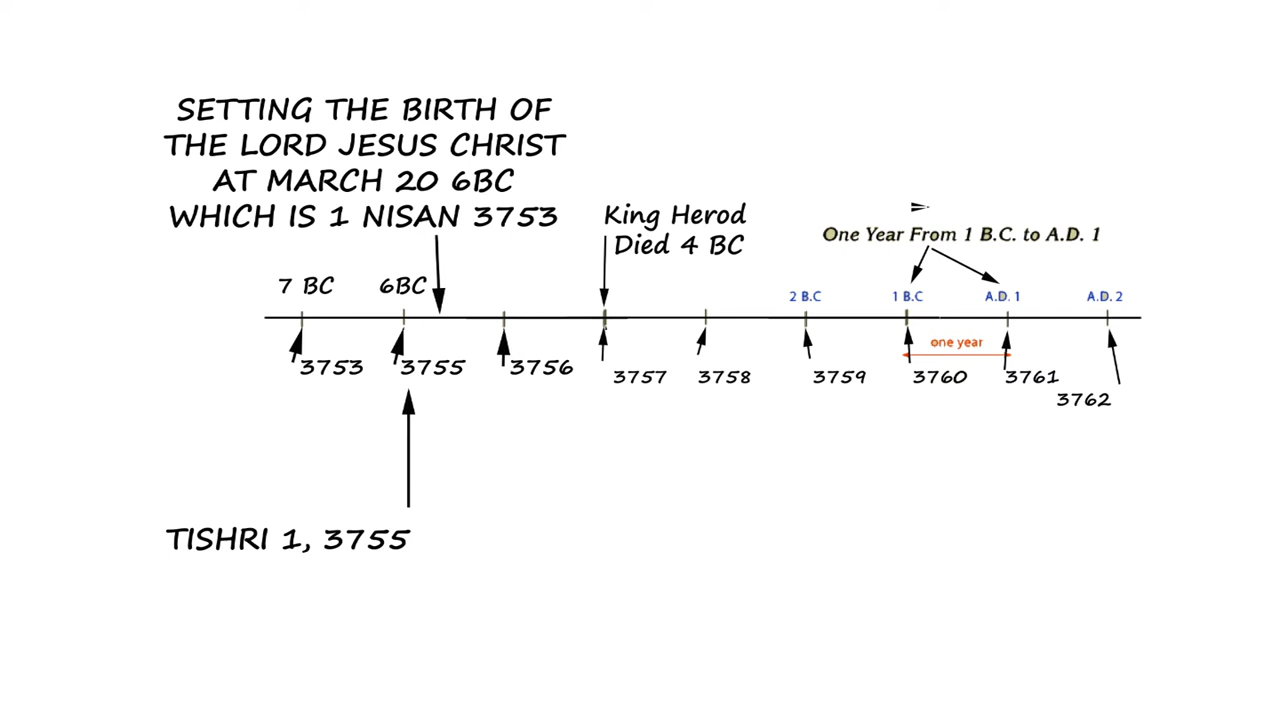 SETTING THE BIRTH OF
THE LORD JESUS CHRIST
AT MARCH 20 6BC
WHICH IS 1 NISAN 3753
King Herod
Died 4 BC
One Year From 1 B.C. to A.D. 1
7 BC 6BC 2 B.C 1 B.C A.D. 1 A.D. 2
one year
3753 3755 3756 3757 3758 3759 3760 3761
3762
TISHRI 1, 3755